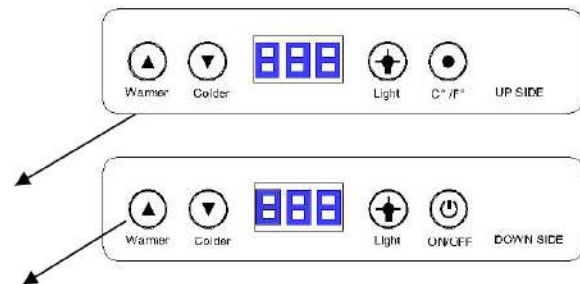 888
Warmer Colder Light C° /F° UP SIDE
888
Warmer Colder Light ON/OFF DOWN SIDE